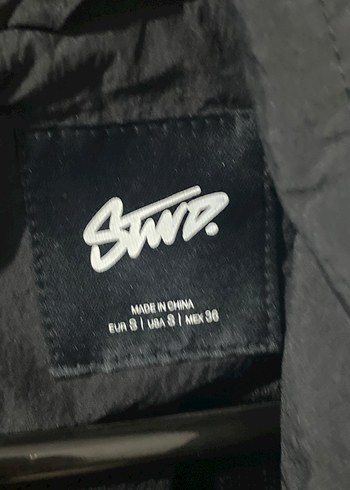 STWD.
MADE IN CHINA
EUR S | USA S | MEX 36